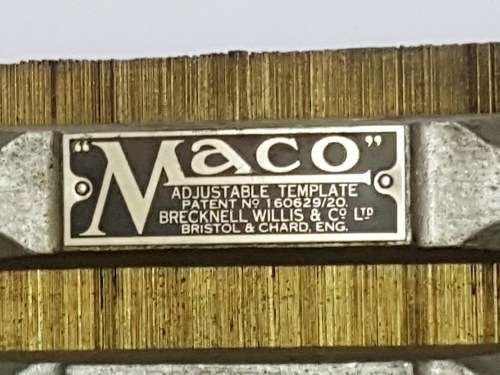 "MACO"
ADJUSTABLE TEMPLATE
PATENT NO 160629/20.
BRECKNELL WILLIS & CO LTD
BRISTOL & CHARD, ENG.